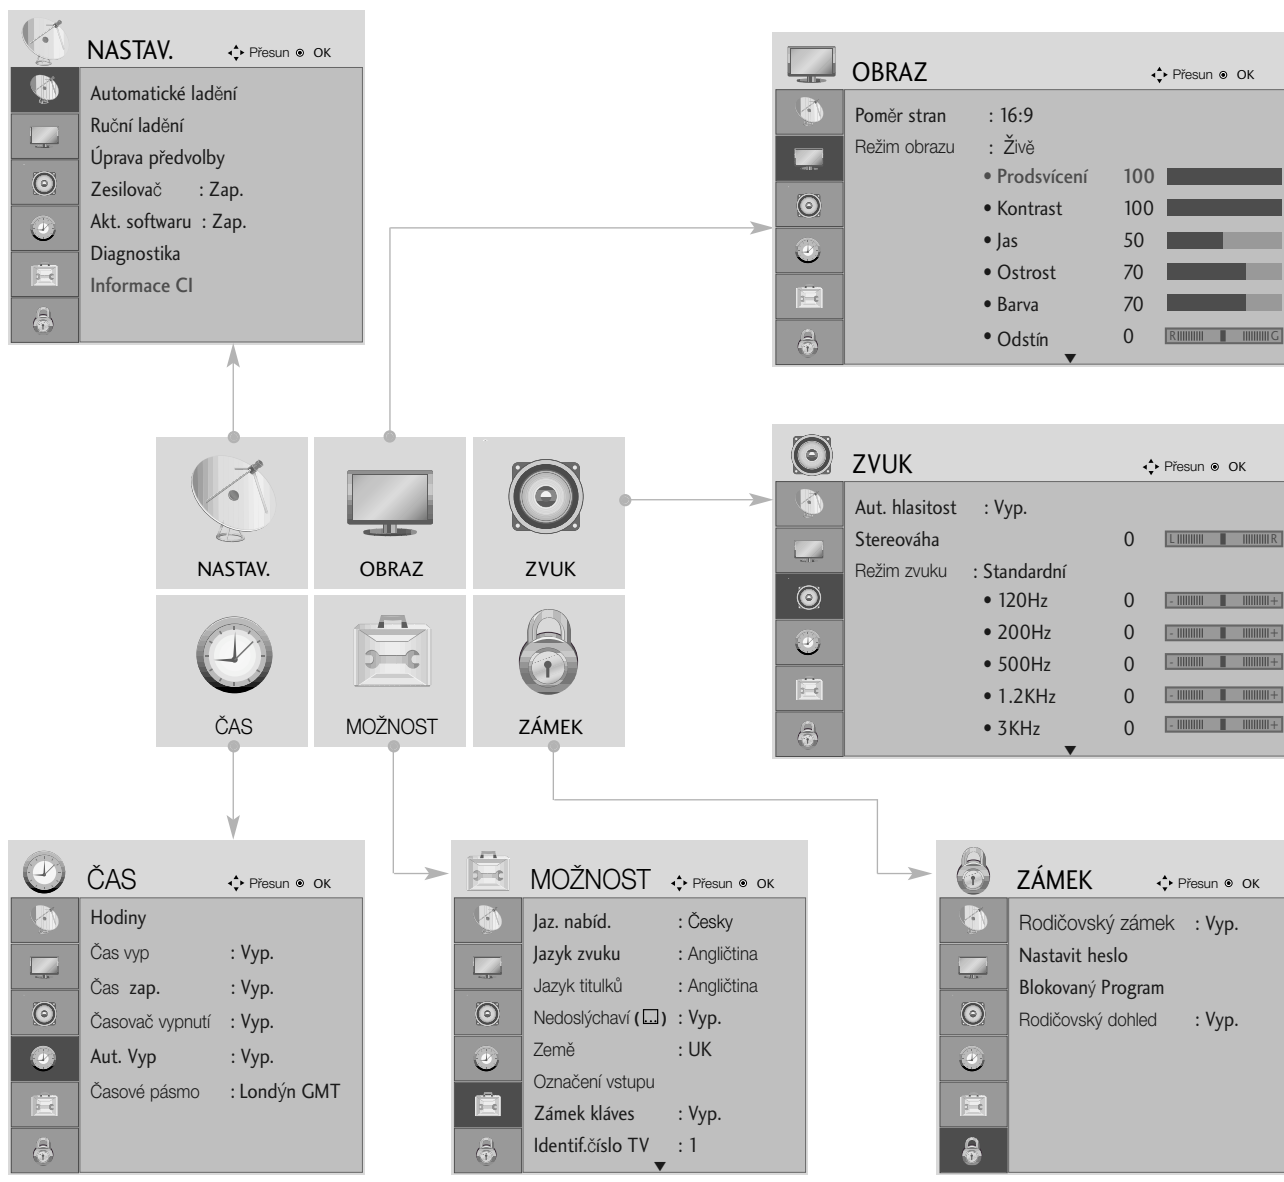 NASTAV. Přesun OK
Automatické ladění
Ruční ladění
Úprava předvolby
Zesilovač : Zap.
Akt. softwaru : Zap.
Diagnostika
Informace CI
OBRAZ Přesun OK
Poměr stran : 16:9
Režim obrazu : Živě
• Prodsvícení 100
• Kontrast 100
• Jas 50
• Ostrost 70
• Barva 70
• Odstín 0 R G
NASTAV. OBRAZ ZVUK
ČAS MOŽNOST ZÁMEK
ZVUK Přesun OK
Aut. hlasitost : Vyp.
Stereováha 0 L R
Režim zvuku : Standardní
• 120Hz 0 - +
• 200Hz 0 - +
• 500Hz 0 - +
• 1.2KHz 0 - +
• 3KHz 0 - +
ČAS Přesun OK
Hodiny
Čas vyp : Vyp.
Čas zap. : Vyp.
Časovač vypnutí : Vyp.
Aut. Vyp : Vyp.
Časové pásmo : Londýn GMT
MOŽNOST Přesun OK
Jaz. nabíd. : Česky
Jazyk zvuku : Angličtina
Jazyk titulků : Angličtina
Nedoslýchaví ( ) : Vyp.
Země : UK
Označení vstupu
Zámek kláves : Vyp.
Identif.číslo TV : 1
ZÁMEK Přesun OK
Rodičovský zámek : Vyp.
Nastavit heslo
Blokovaný Program
Rodičovský dohled : Vyp.